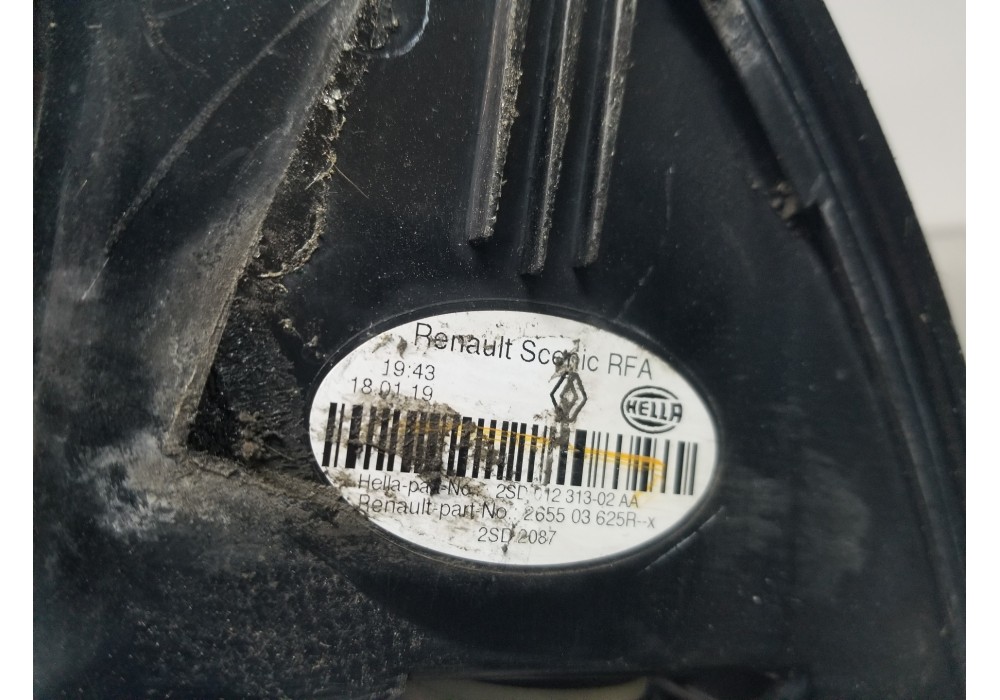 Renault Scenic RFA
19:43
18.01.19
HELLA
Hella-part-No. 2SD 012 313-02 AA
Renault-part-No. 2655 03 625R--x
2SD 2087